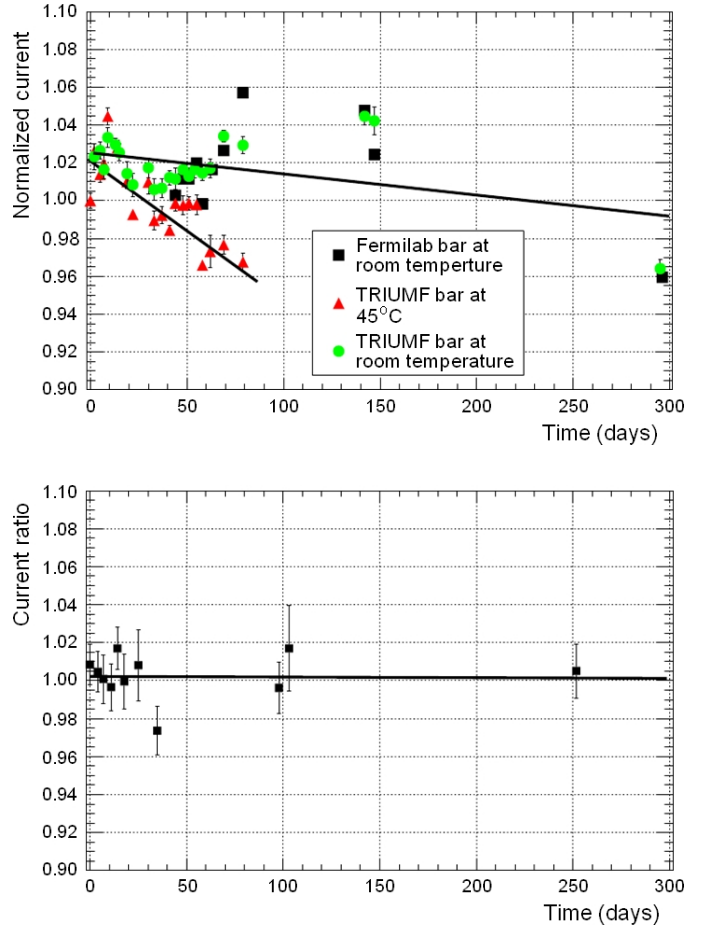 Normalized current
1.10
1.08
1.06
1.04
1.02
1.00
0.98
0.96
0.94
0.92
0.90
Fermilab bar at
room temperture
TRIUMF bar at
45°C
TRIUMF bar at
room temperature
0 50 100 150 200 250 300
Time (days)
Current ratio
1.10
1.08
1.06
1.04
1.02
1.00
0.98
0.96
0.94
0.92
0.90
0 50 100 150 200 250 300
Time (days)